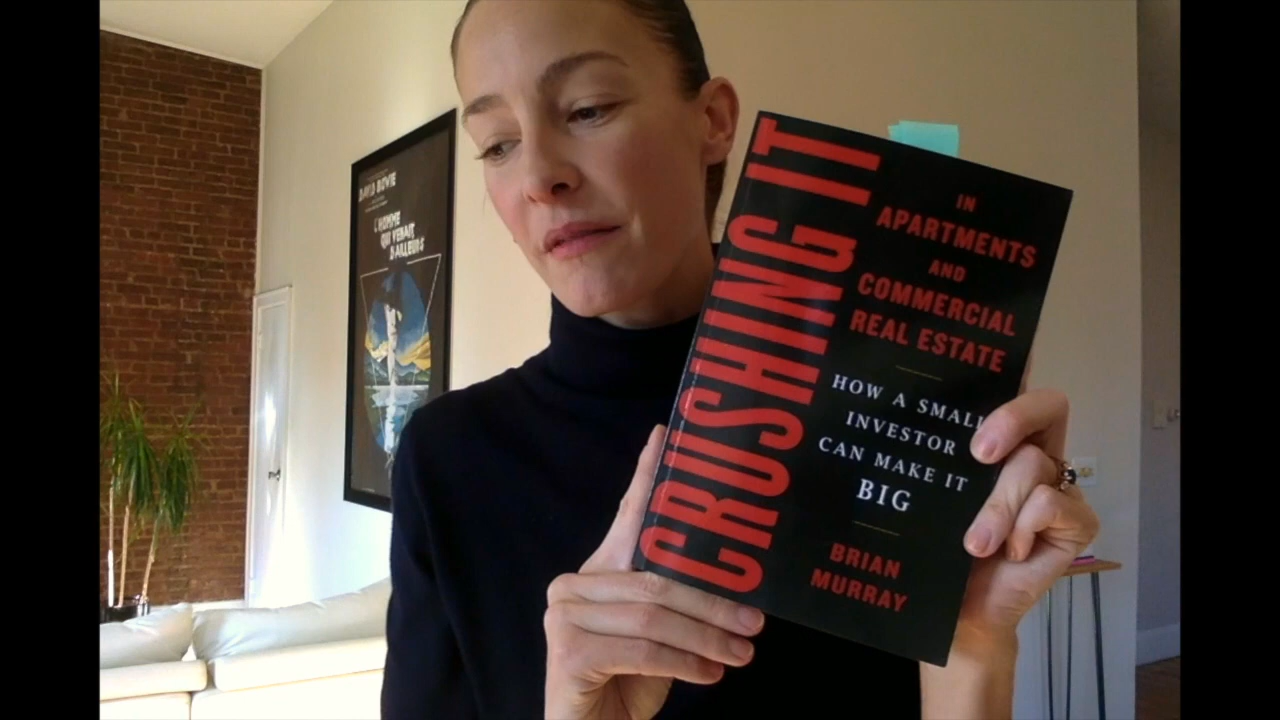 DAVID BOWIE
L'HOMME
QUI VENAIT
D'AILLEURS
CRUSHING IT
IN
APARTMENTS
AND
COMMERCIAL
REAL ESTATE
HOW A SMALL
INVESTOR
CAN MAKE IT
BIG
BRIAN
MURRAY